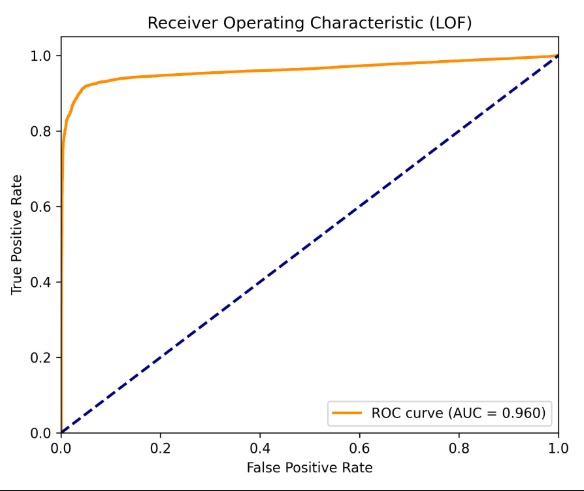 Receiver Operating Characteristic (LOF)
1.0
0.8
0.6
0.4
0.2
0.0
True Positive Rate
ROC curve (AUC = 0.960)
0.0 0.2 0.4 0.6 0.8 1.0
False Positive Rate